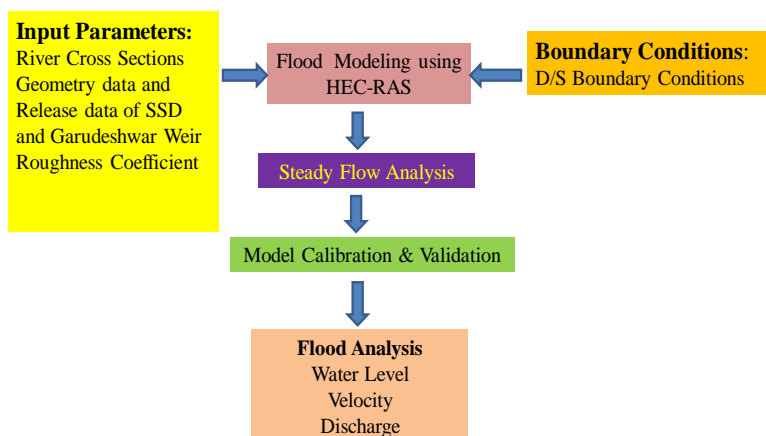 Input Parameters:
River Cross Sections
Geometry data and
Release data of SSD
and Garudeshwar Weir
Roughness Coefficient
Flood Modeling using
HEC-RAS
Boundary Conditions:
D/S Boundary Conditions
Steady Flow Analysis
Model Calibration & Validation
Flood Analysis
Water Level
Velocity
Discharge